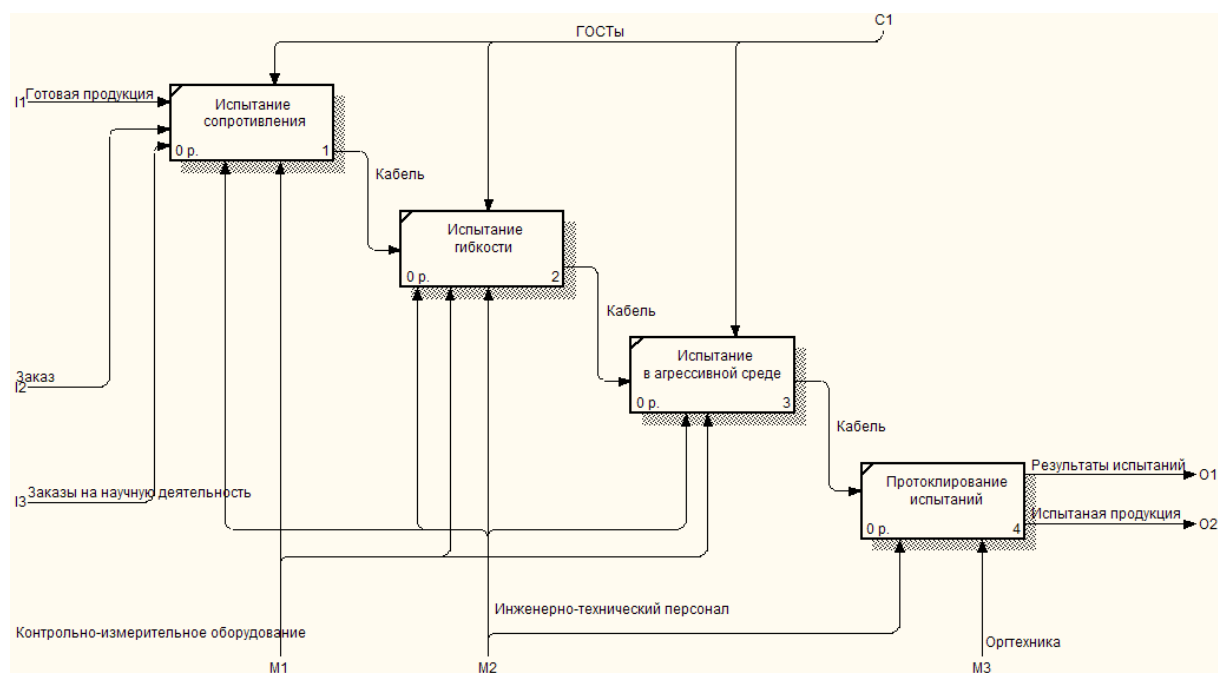 C1
ГОСТы
I1
Готовая продукция
Испытание
сопротивления
0 р.
1
Кабель
Испытание
гибкости
0 р.
2
Кабель
Испытание
в агрессивной среде
0 р.
3
Заказ
I2
Кабель
Протоклирование
испытаний
0 р.
4
Результаты испытаний
O1
Испытаная продукция
O2
I3
Заказы на научную деятельность
Инженерно-технический персонал
Контрольно-измерительное оборудование
Оргтехника
M1
M2
M3